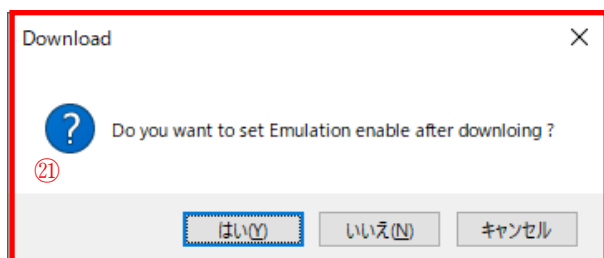 Download
Do you want to set Emulation enable after downloing ?
㉑
はい(Y)
いいえ(N)
キャンセル